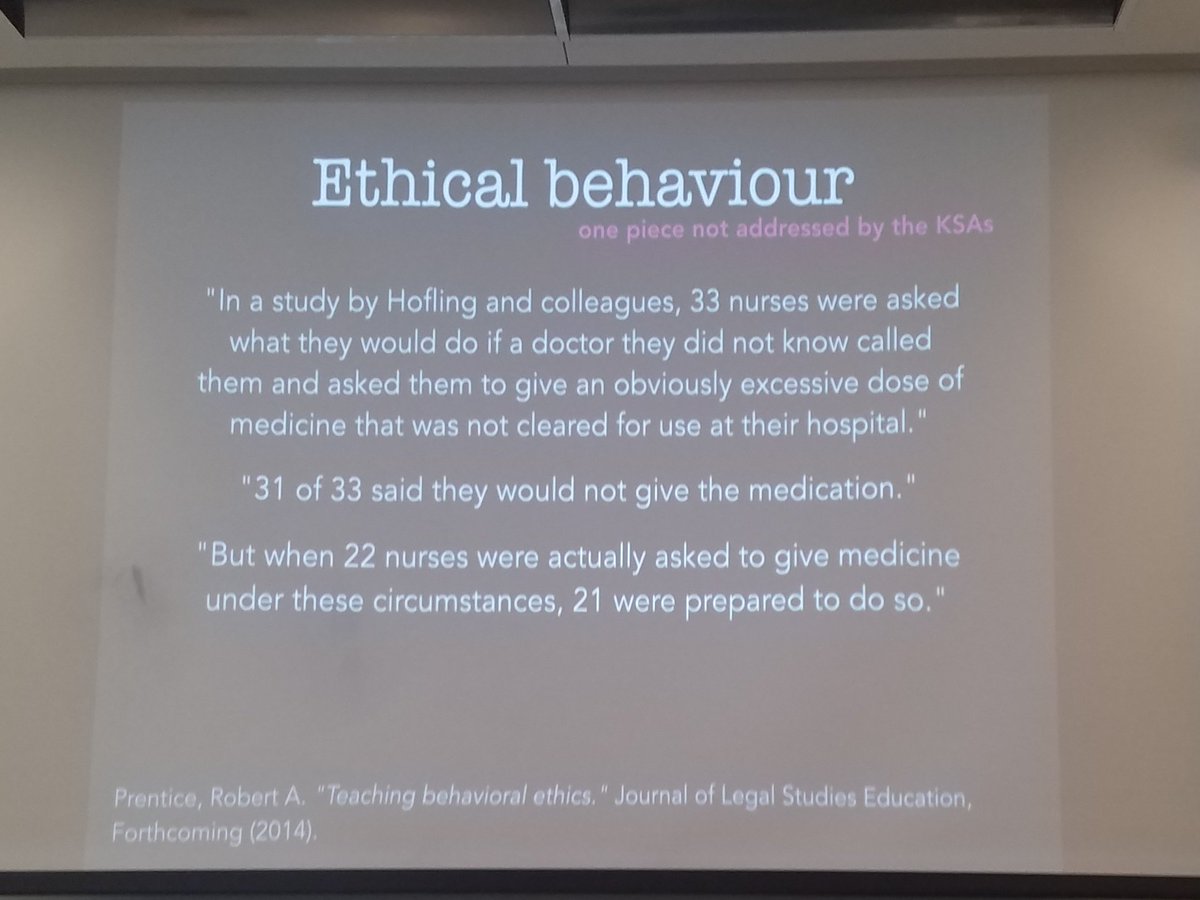 Ethical behaviour
one piece not addressed by the KSAs
"In a study by Hofling and colleagues, 33 nurses were asked
what they would do if a doctor they did not know called
them and asked them to give an obviously excessive dose of
medicine that was not cleared for use at their hospital."
"31 of 33 said they would not give the medication."
"But when 22 nurses were actually asked to give medicine
under these circumstances, 21 were prepared to do so."
Prentice, Robert A. "Teaching behavioral ethics." Journal of Legal Studies Education,
Forthcoming (2014).